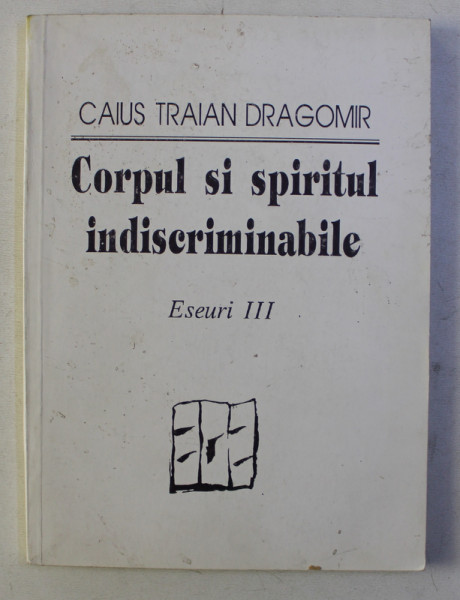 CAIUS TRAIAN DRAGOMIR
Corpul si spiritul
indiscriminabile
Eseuri III